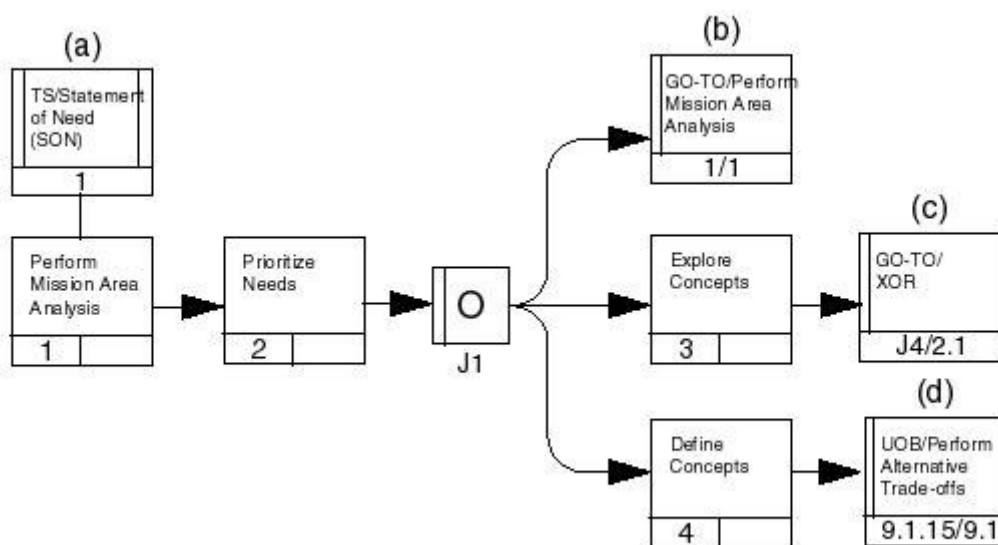 (a)
TS/Statement
of Need
(SON)
1
(b)
GO-TO/Perform
Mission Area
Analysis
1/1
Perform
Mission Area
Analysis
1
Prioritize
Needs
2
O
J1
Explore
Concepts
3
(c)
GO-TO/
XOR
J4/2.1
Define
Concepts
4
(d)
UOB/Perform
Alternative
Trade-offs
9.1.15/9.1